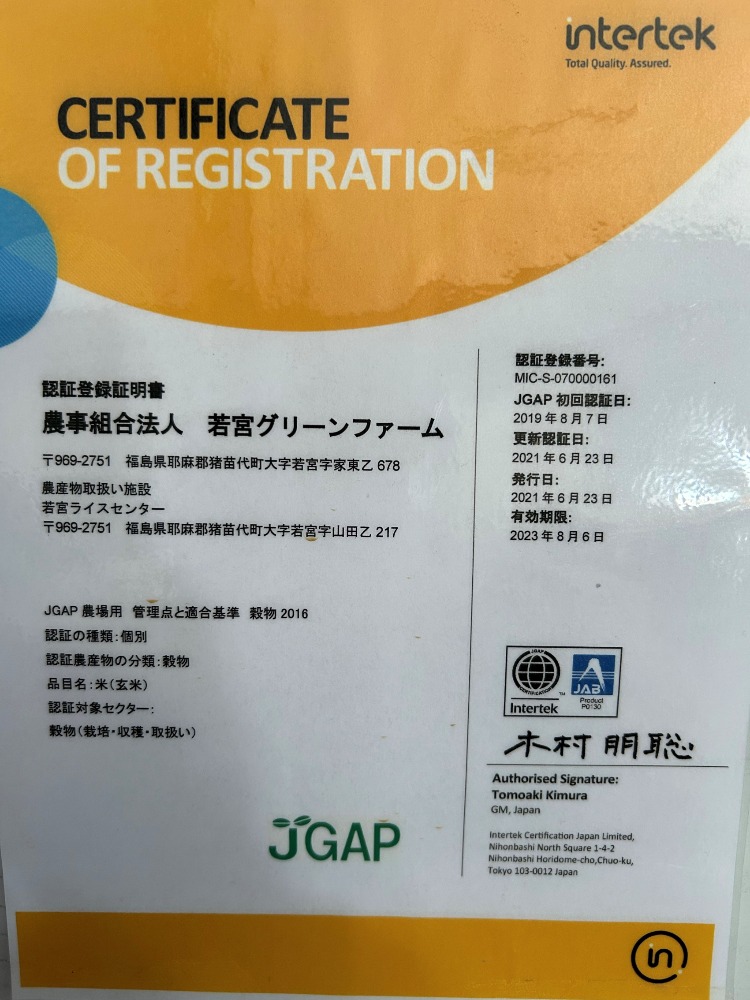 intertek
Total Quality. Assured.
CERTIFICATE
OF REGISTRATION
認証登録証明書
農事組合法人　若宮グリーンファーム
〒969-2751　福島県耶麻郡猪苗代町大字若宮字家東乙 678
農産物取扱い施設
若宮ライスセンター
〒969-2751　福島県耶麻郡猪苗代町大字若宮字山田乙 217
JGAP 農場用　管理点と適合基準　穀物 2016
認証の種類：個別
認証農産物の分類：穀物
品目名：米（玄米）
認証対象セクター：
穀物（栽培・収穫・取扱い）
JGAP
認証登録番号:
MIC-S-070000161
JGAP 初回認証日:
2019 年 8 月 7 日
更新認証日:
2021 年 6 月 23 日
発行日:
2021 年 6 月 23 日
有効期限:
2023 年 8 月 6 日
JGAP
CERTIFICATION
TM
Intertek
JAB
Product
P0130
木村 朋聡
Authorised Signature:
Tomoaki Kimura
GM, Japan
Intertek Certification Japan Limited,
Nihonbashi North Square 1-4-2
Nihonbashi Horidome-cho,Chuo-ku,
Tokyo 103-0012 Japan
in